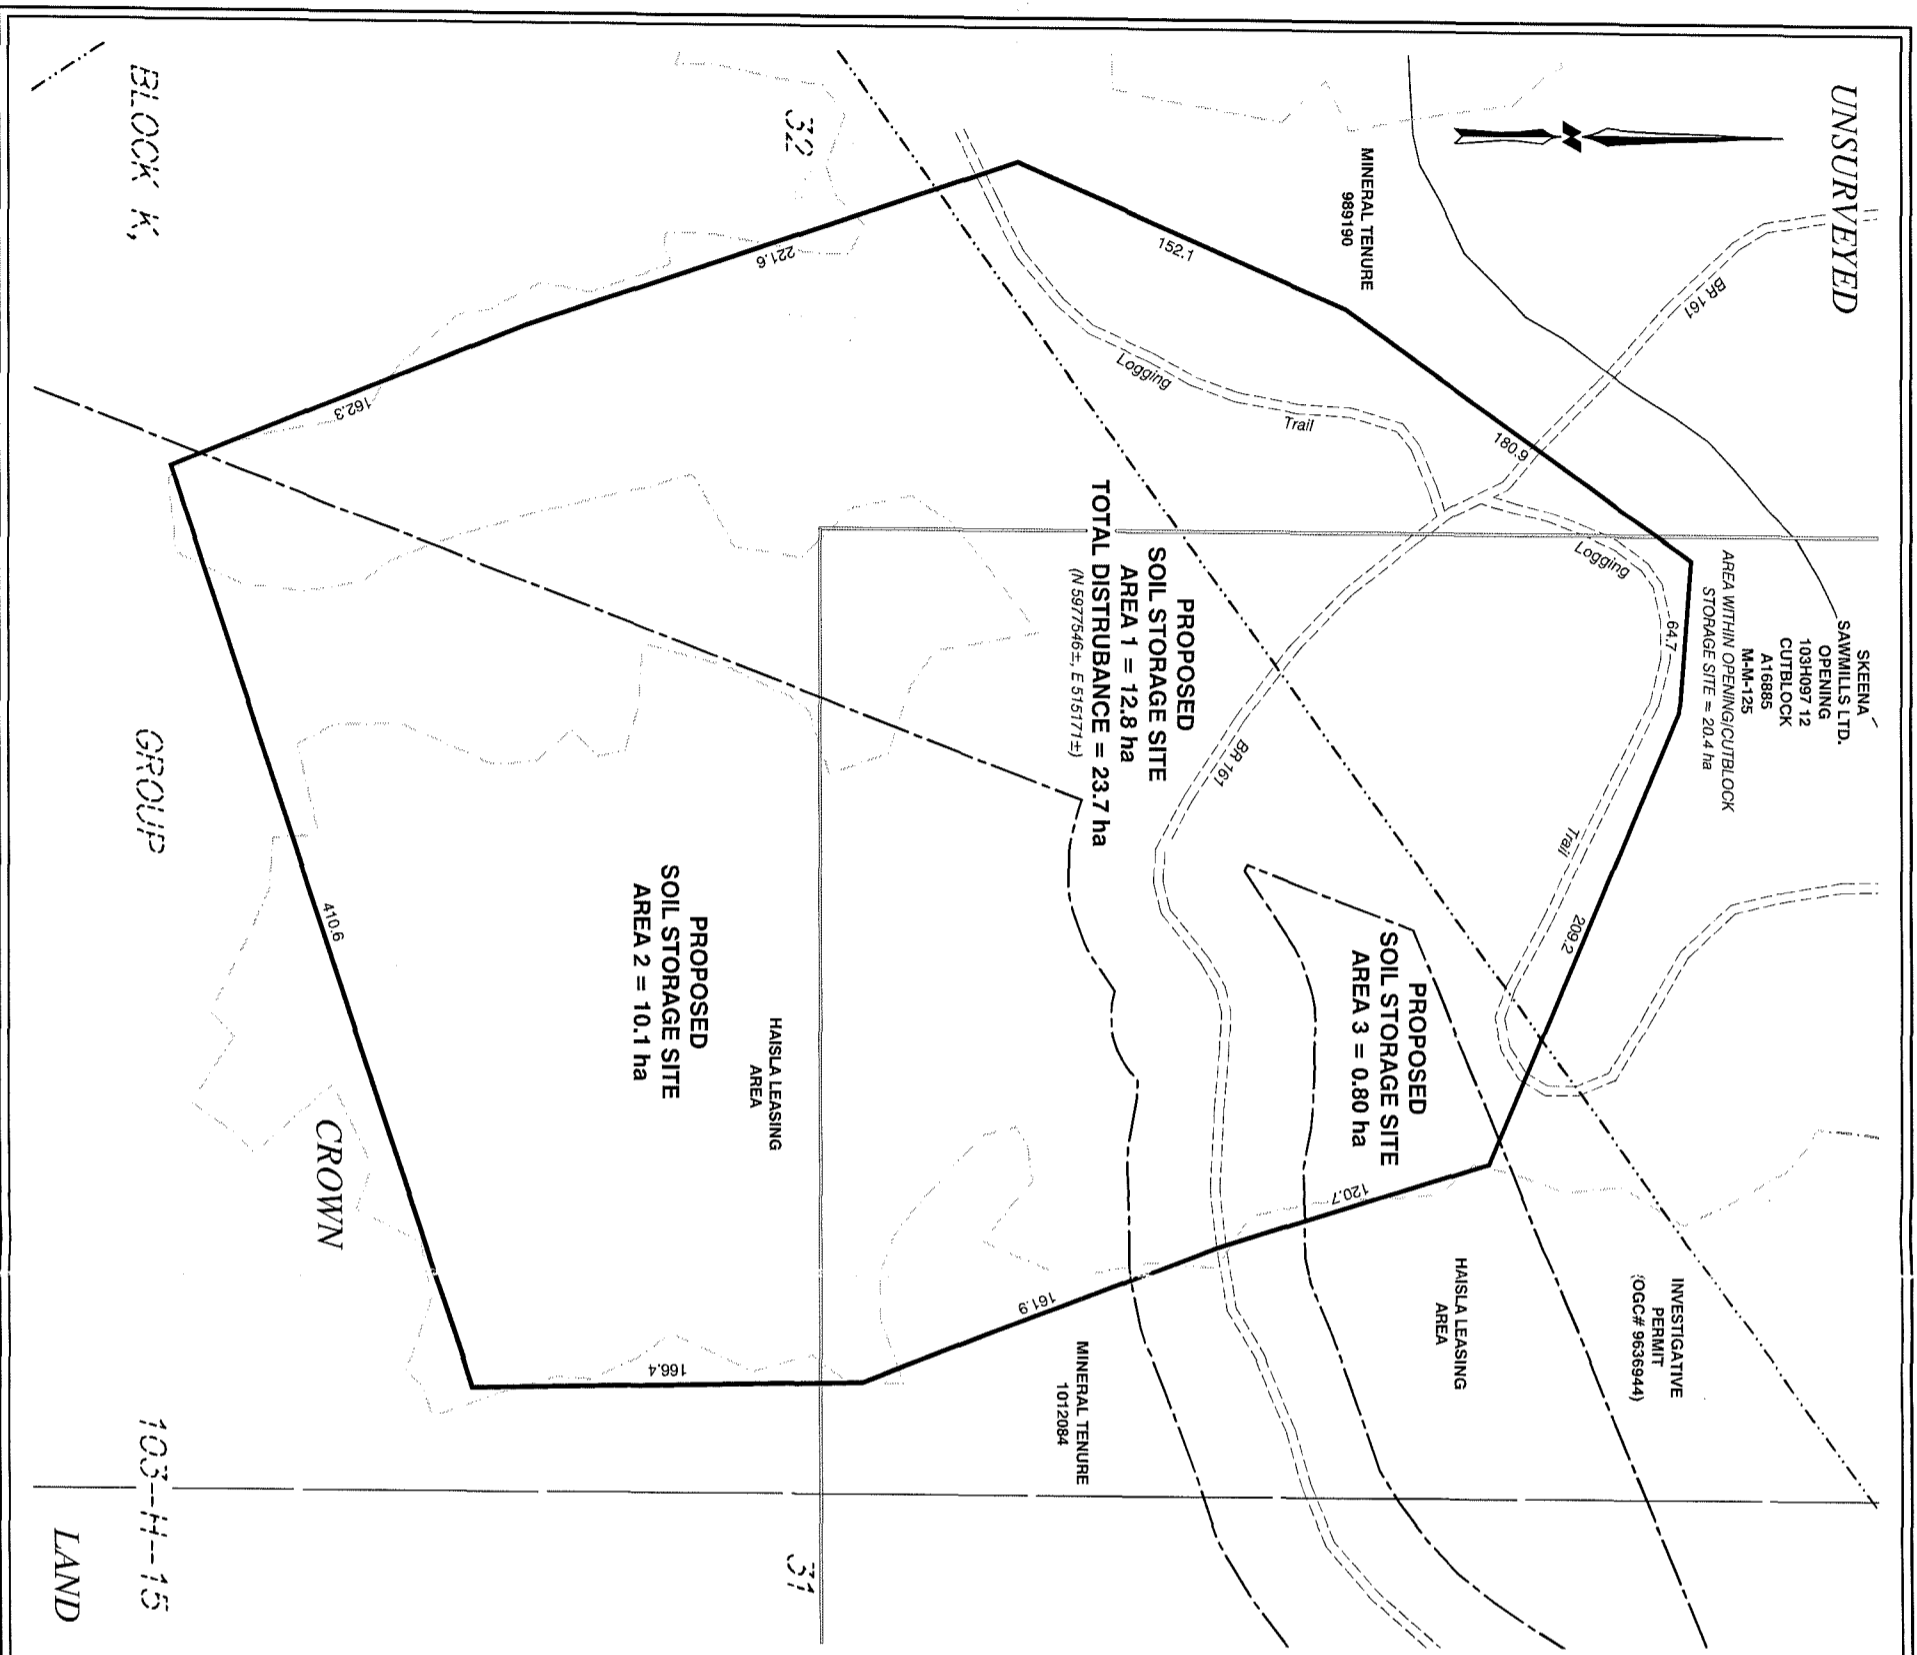 UNSURVEYED
SKEENA
SAWMILLS LTD.
OPENING
103H097 12
CUTBLOCK
A16885
M-M-125
AREA WITHIN OPENING/CUTBLOCK
STORAGE SITE = 20.4 ha
INVESTIGATIVE
PERMIT
(OGC# 9636944)
BR 161
MINERAL TENURE
989190
180.9
Logging
64.7
Trail
209.2
152.1
Logging
Trail
PROPOSED
SOIL STORAGE SITE
AREA 3 = 0.80 ha
120.7
HAISLA LEASING
AREA
PROPOSED
SOIL STORAGE SITE
AREA 1 = 12.8 ha
TOTAL DISTRUBANCE = 23.7 ha
(N 5977546±, E 515171±)
BR 161
161.9
MINERAL TENURE
1012084
32
221.6
31
HAISLA LEASING
AREA
PROPOSED
SOIL STORAGE SITE
AREA 2 = 10.1 ha
166.4
162.3
410.6
CROWN
BLOCK K,
GROUP
103-H-15
LAND